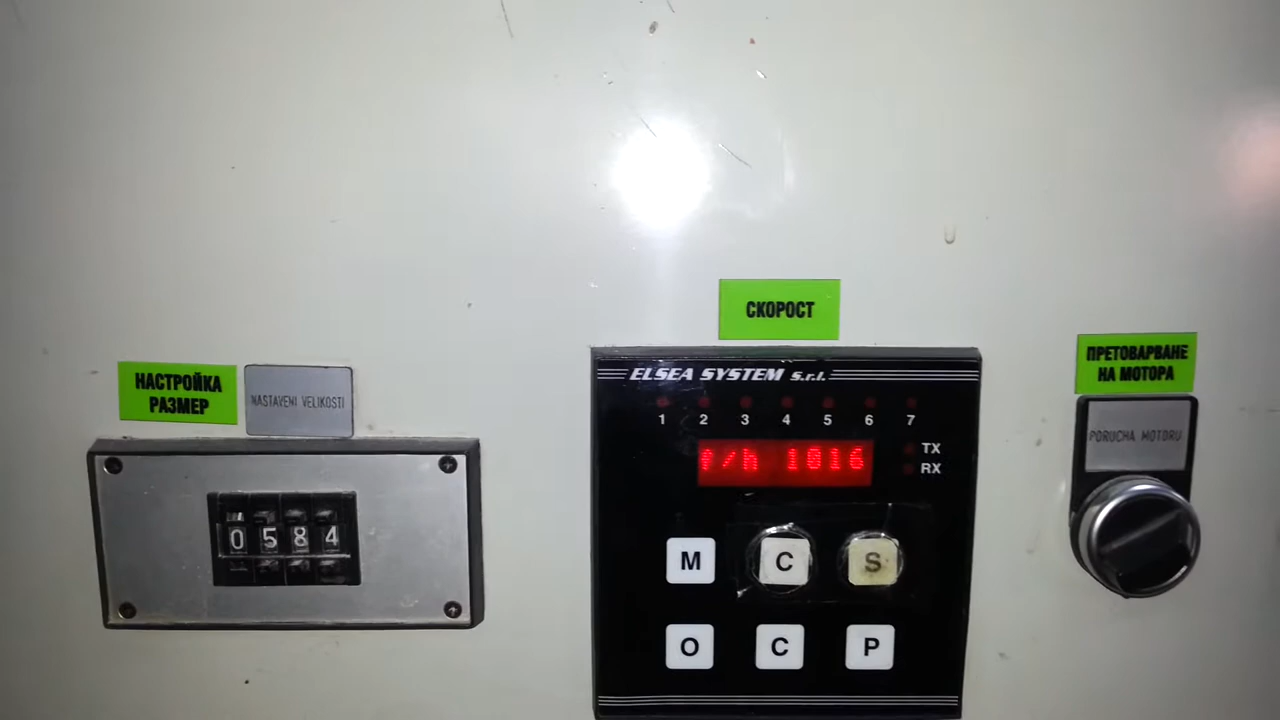 СКОРОСТ
НАСТРОЙКА
РАЗМЕР
NASTAVENI VELIKOSTI
ПРЕТОВАРВАНЕ
НА МОТОРА
PORUCHA MOTORU
ELSEA SYSTEM S.r.l.
1 2 3 4 5 6 7
TX
RX
P/h 1016
0584
M C S
O C P